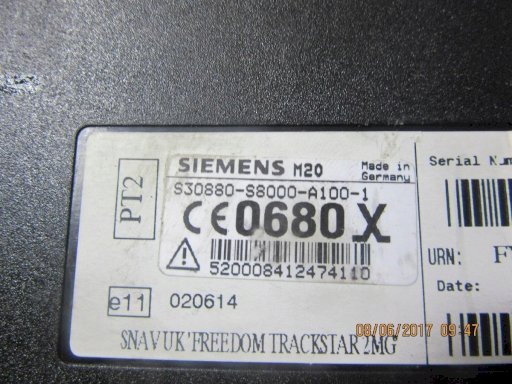 PT2
SIEMENS M20 Made in Germany
S30880-S8000-A100-1
CE0680 X
520008412474110
e11 020614
SNAV UK 'FREEDOM TRACKSTAR 2MG'
Serial Num
URN: F
Date:
08/06/2017 09:47